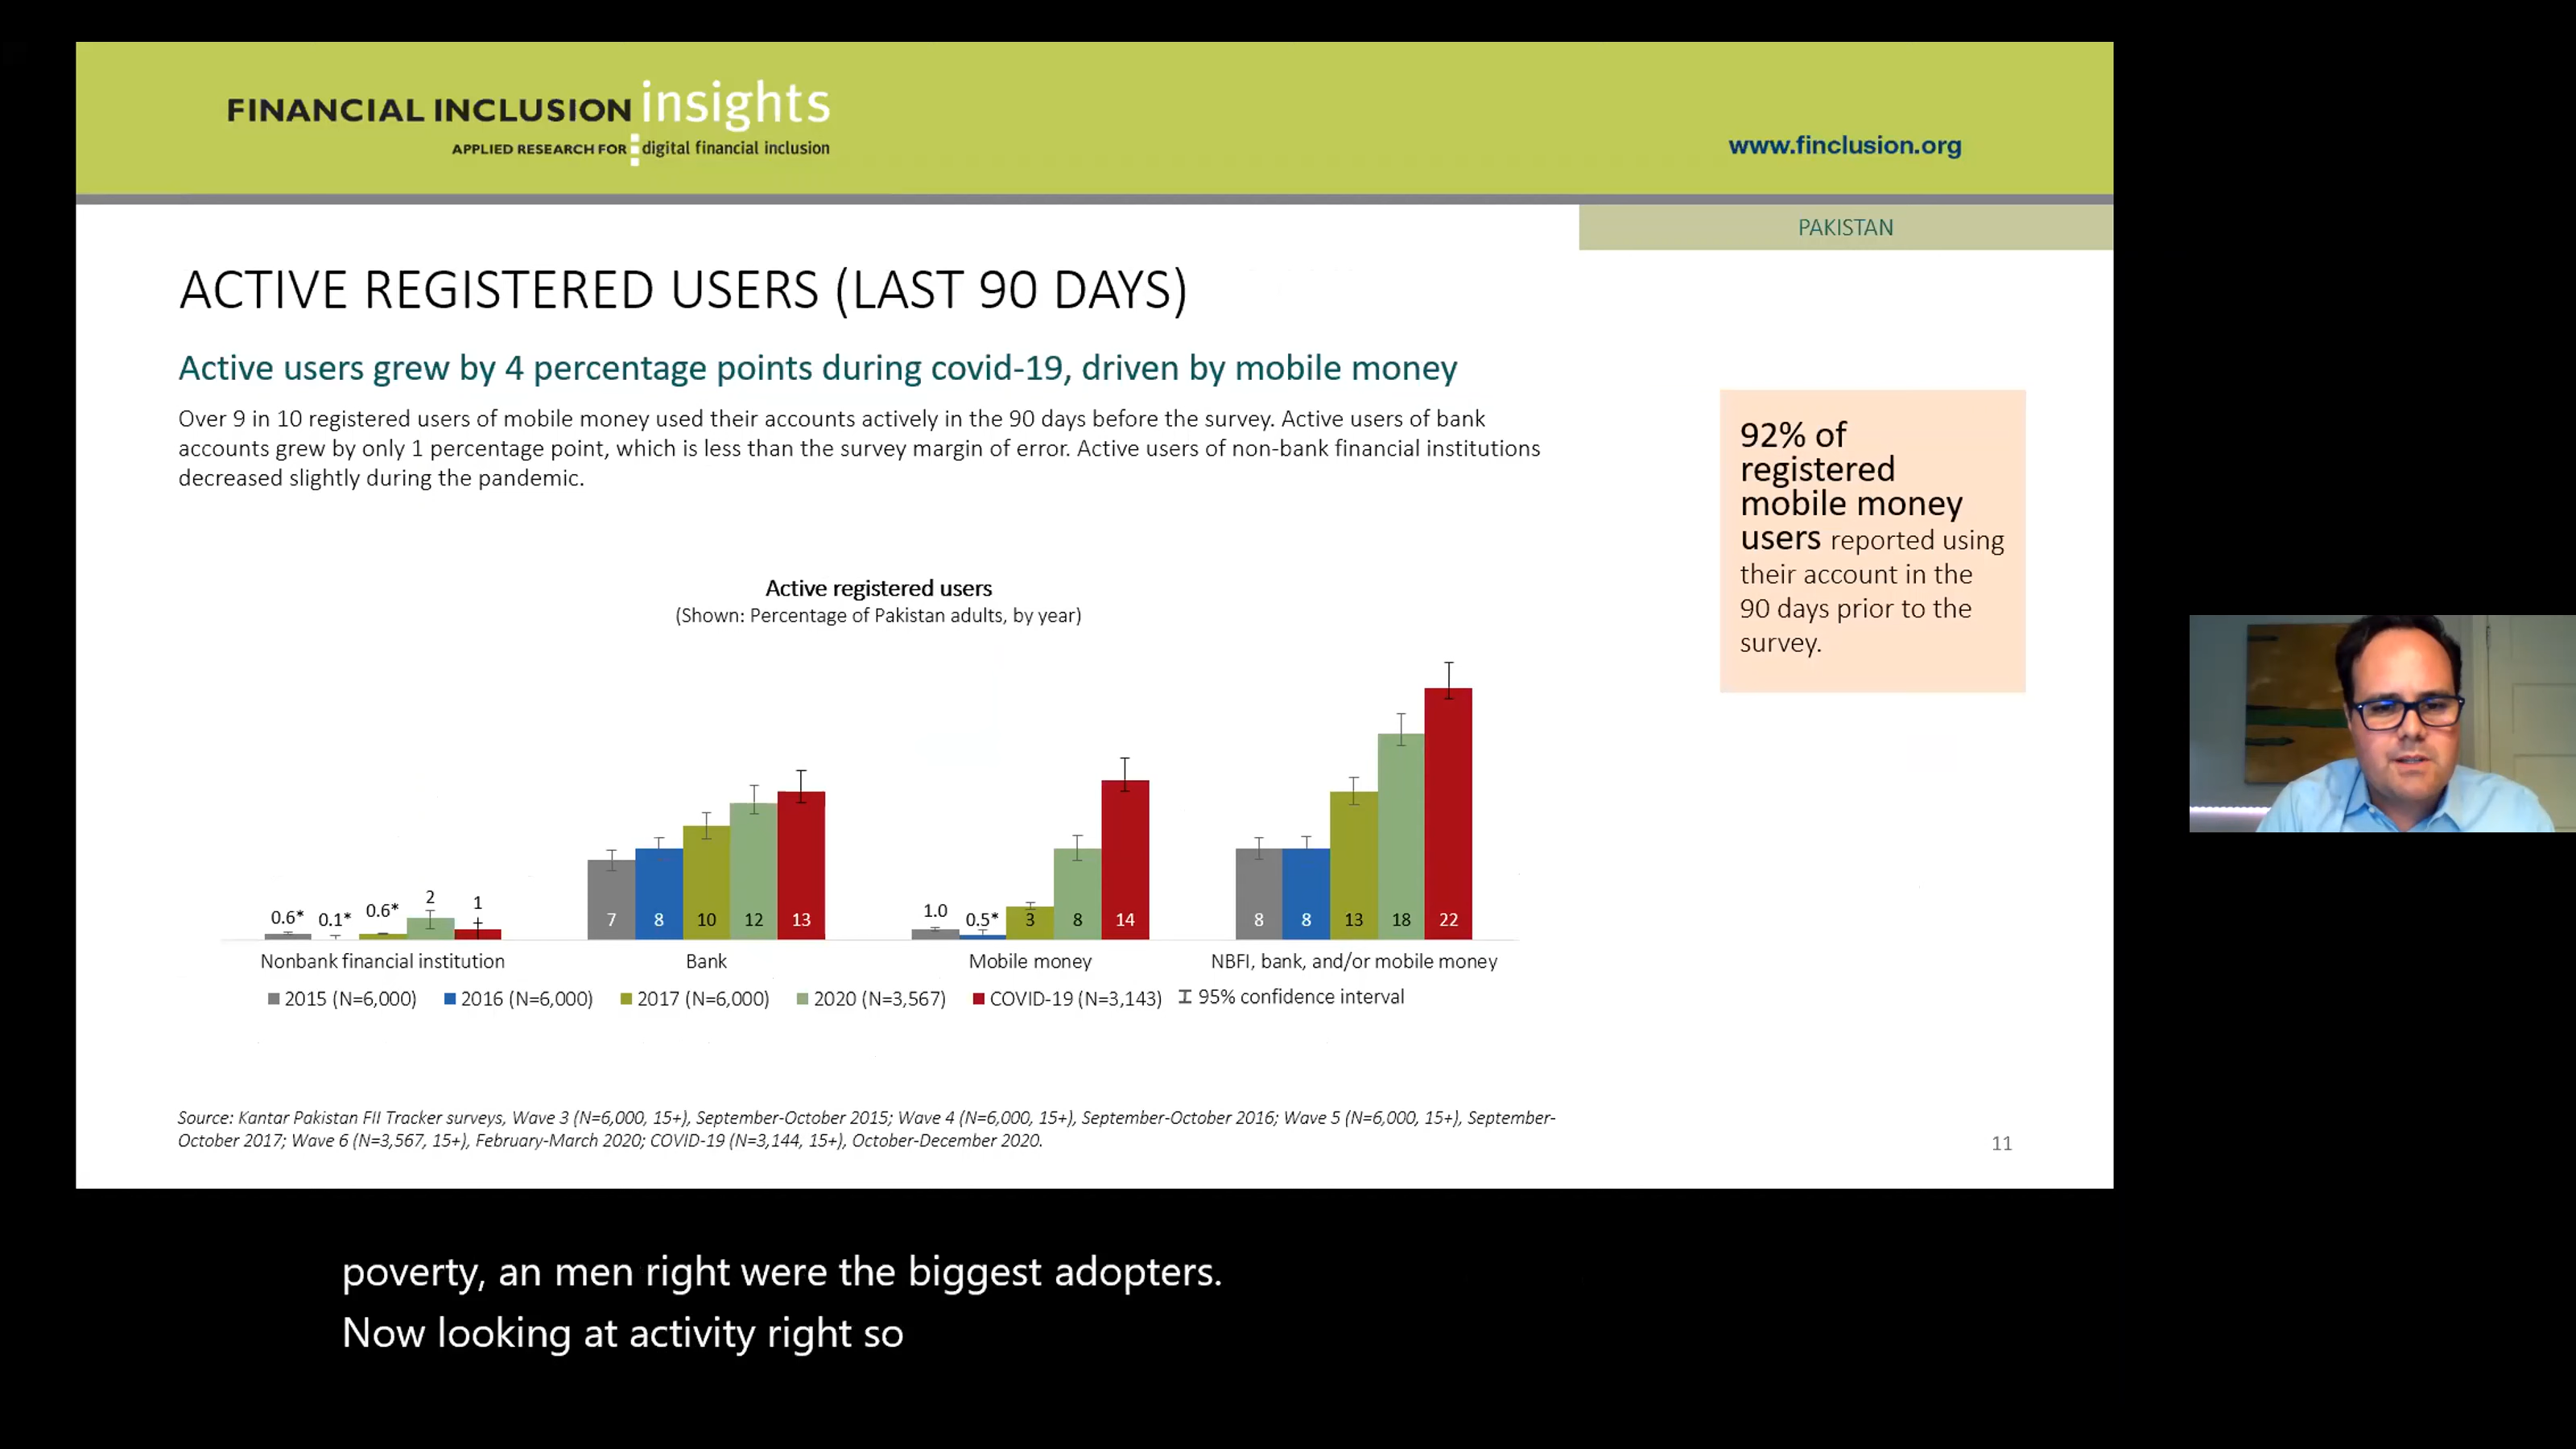 FINANCIAL INCLUSION insights
APPLIED RESEARCH FOR digital financial inclusion
www.finclusion.org
PAKISTAN
ACTIVE REGISTERED USERS (LAST 90 DAYS)
Active users grew by 4 percentage points during covid-19, driven by mobile money
Over 9 in 10 registered users of mobile money used their accounts actively in the 90 days before the survey. Active users of bank
accounts grew by only 1 percentage point, which is less than the survey margin of error. Active users of non-bank financial institutions
decreased slightly during the pandemic.
92% of
registered
mobile money
users reported using
their account in the
90 days prior to the
survey.
Active registered users
(Shown: Percentage of Pakistan adults, by year)
0.6* 0.1* 0.6* 2 1
7 8 10 12 13
1.0 0.5* 3 8 14
8 8 13 18 22
Nonbank financial institution Bank Mobile money NBFI, bank, and/or mobile money
2015 (N=6,000) 2016 (N=6,000) 2017 (N=6,000) 2020 (N=3,567) COVID-19 (N=3,143) 95% confidence interval
Source: Kantar Pakistan FII Tracker surveys, Wave 3 (N=6,000, 15+), September-October 2015; Wave 4 (N=6,000, 15+), September-October 2016; Wave 5 (N=6,000, 15+), September-
October 2017; Wave 6 (N=3,567, 15+), February-March 2020; COVID-19 (N=3,144, 15+), October-December 2020.
11
poverty, an men right were the biggest adopters.
Now looking at activity right so